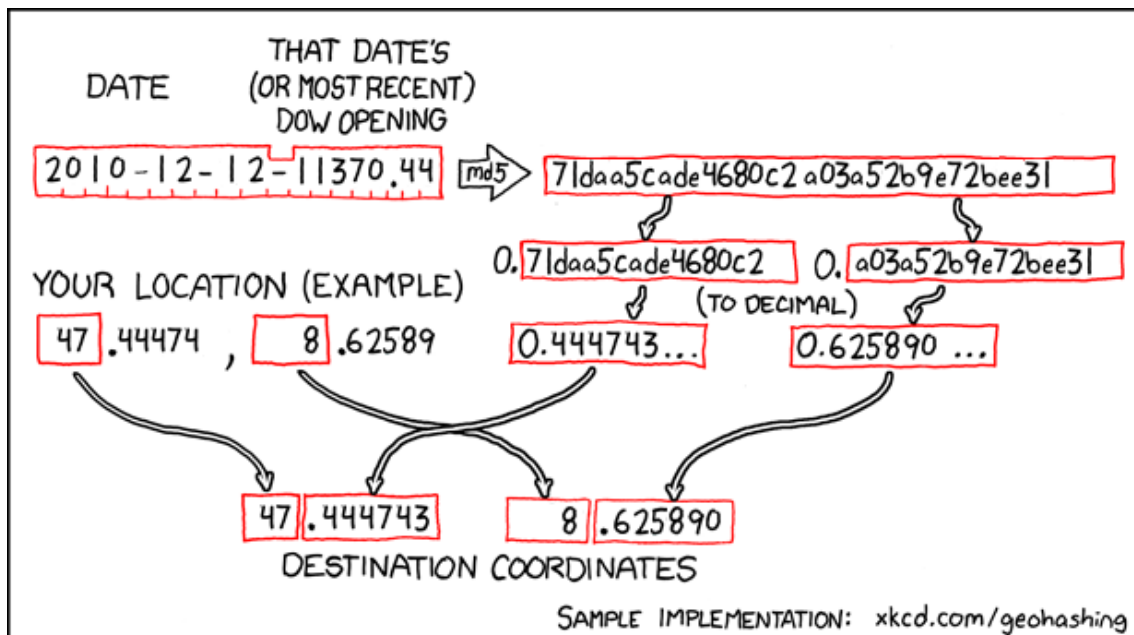 DATE
THAT DATE'S
(OR MOST RECENT)
DOW OPENING
2010-12-12-11370.44
md5
71daa5cade4680c2a03a52b9e72bee31
0.71daa5cade4680c2
0.a03a52b9e72bee31
YOUR LOCATION (EXAMPLE)
(TO DECIMAL)
47.44474, 8.62589
0.444743...
0.625890 ...
47.444743
8.625890
DESTINATION COORDINATES
SAMPLE IMPLEMENTATION: xkcd.com/geohashing